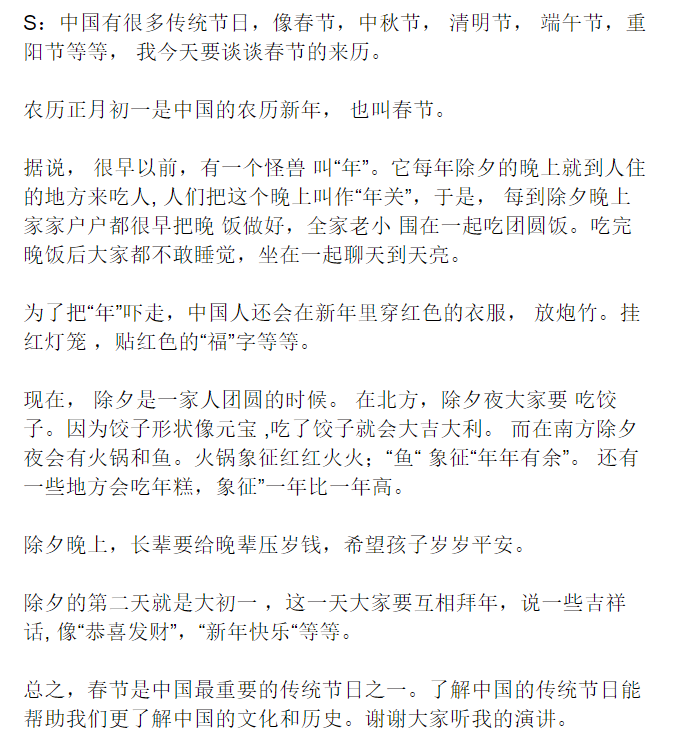 S：中国有很多传统节日，像春节，中秋节， 清明节， 端午节，重
阳节等等， 我今天要谈谈春节的来历。
农历正月初一是中国的农历新年， 也叫春节。
据说， 很早以前，有一个怪兽 叫“年”。它每年除夕的晚上就到人住
的地方来吃人, 人们把这个晚上叫作“年关”，于是， 每到除夕晚上
家家户户都很早把晚 饭做好，全家老小 围在一起吃团圆饭。吃完
晚饭后大家都不敢睡觉，坐在一起聊天到天亮。
为了把“年”吓走，中国人还会在新年里穿红色的衣服， 放炮竹。挂
红灯笼 ，贴红色的“福”字等等。
现在， 除夕是一家人团圆的时候。 在北方，除夕夜大家要 吃饺
子。因为饺子形状像元宝 ,吃了饺子就会大吉大利。 而在南方除夕
夜会有火锅和鱼。火锅象征红红火火；“鱼“ 象征“年年有余”。 还有
一些地方会吃年糕，象征”一年比一年高。
除夕晚上，长辈要给晚辈压岁钱，希望孩子岁岁平安。
除夕的第二天就是大初一 ，这一天大家要互相拜年，说一些吉祥
话, 像“恭喜发财”，“新年快乐“等等。
总之，春节是中国最重要的传统节日之一。了解中国的传统节日能
帮助我们更了解中国的文化和历史。谢谢大家听我的演讲。